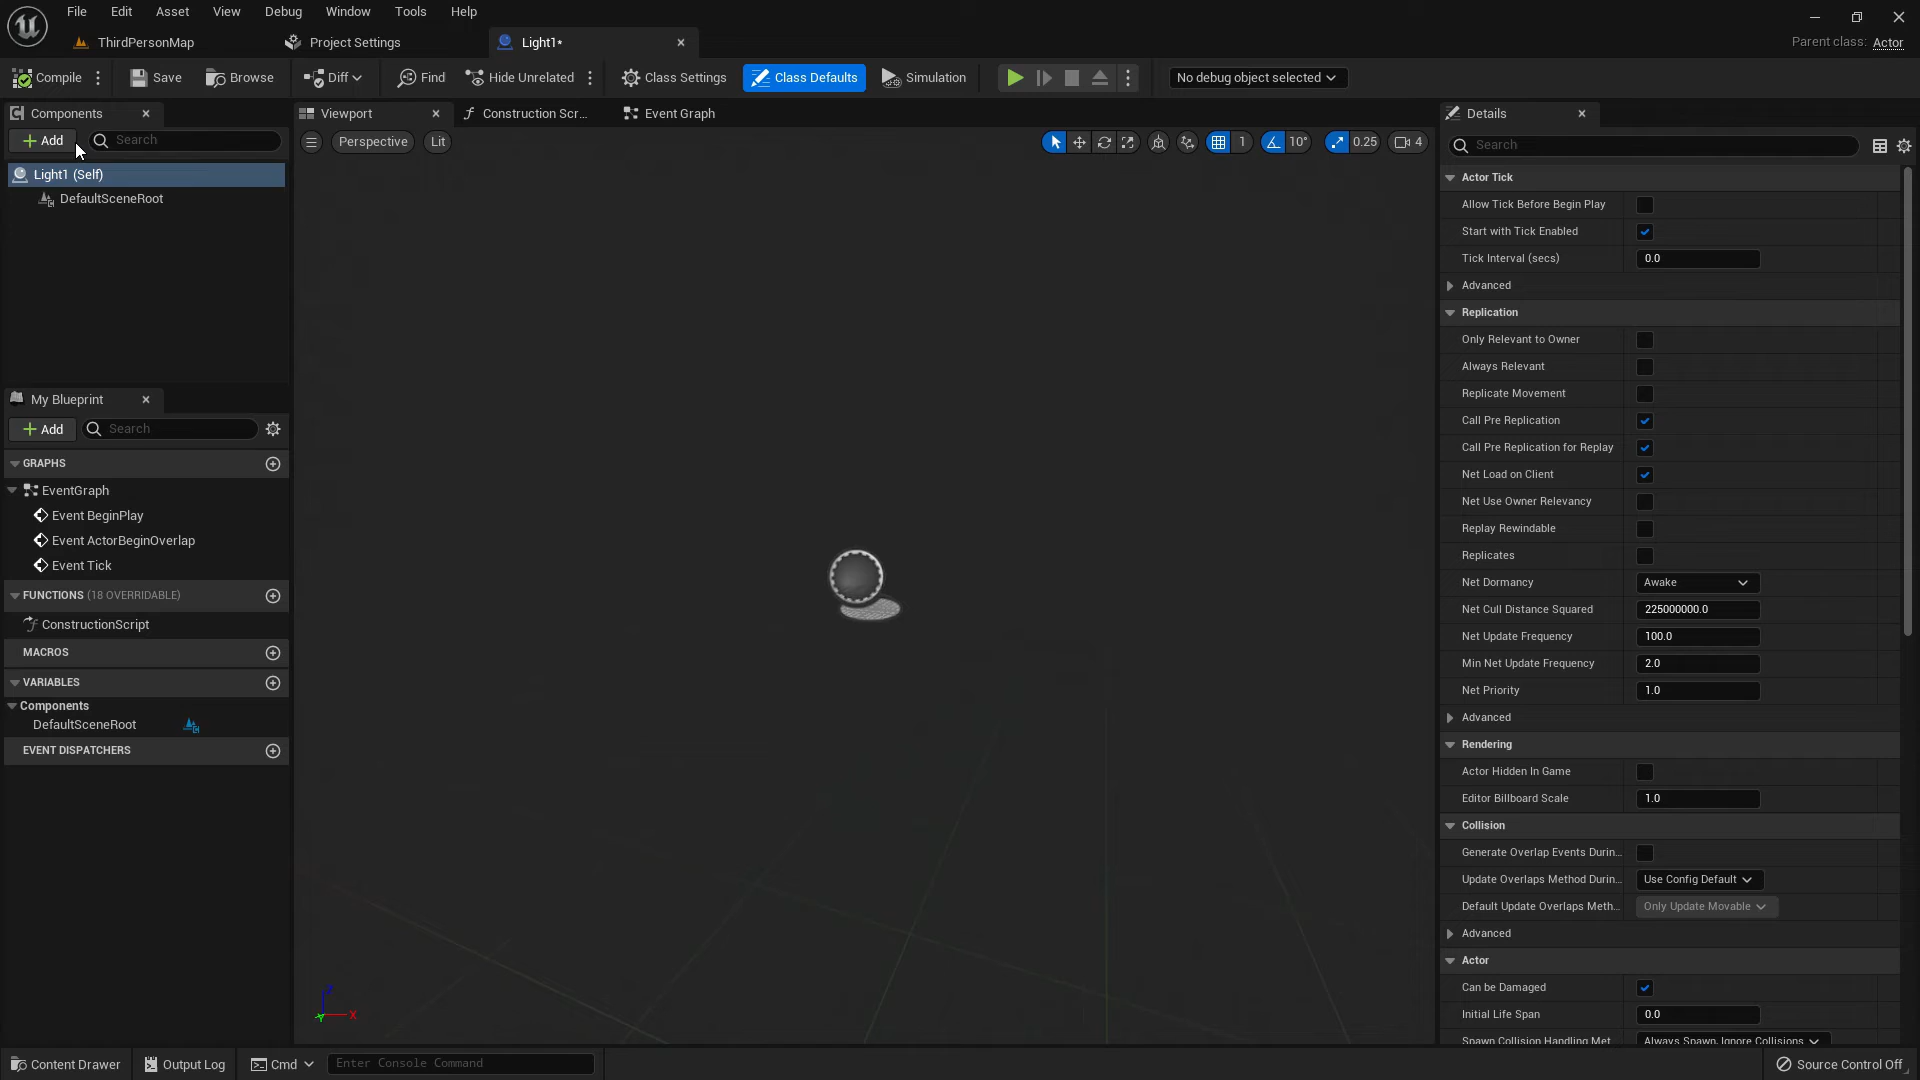 File Edit Asset View Debug Window Tools Help
ThirdPersonMap Project Settings Light1* Parent class: Actor
Compile Save Browse Diff Find Hide Unrelated Class Settings Class Defaults Simulation No debug object selected
Components
Add Search
Light1 (Self)
DefaultSceneRoot
My Blueprint
Add Search
GRAPHS
EventGraph
Event BeginPlay
Event ActorBeginOverlap
Event Tick
FUNCTIONS (18 OVERRIDABLE)
ConstructionScript
MACROS
VARIABLES
Components
DefaultSceneRoot
EVENT DISPATCHERS
Viewport Construction Scr... Event Graph
Perspective Lit 1 10° 0.25 4
Z
Y X
Details
Search
Actor Tick
Allow Tick Before Begin Play
Start with Tick Enabled
Tick Interval (secs) 0.0
Advanced
Replication
Only Relevant to Owner
Always Relevant
Replicate Movement
Call Pre Replication
Call Pre Replication for Replay
Net Load on Client
Net Use Owner Relevancy
Replay Rewindable
Replicates
Net Dormancy Awake
Net Cull Distance Squared 225000000.0
Net Update Frequency 100.0
Min Net Update Frequency 2.0
Net Priority 1.0
Advanced
Rendering
Actor Hidden In Game
Editor Billboard Scale 1.0
Collision
Generate Overlap Events Durin...
Update Overlaps Method Durin... Use Config Default
Default Update Overlaps Meth... Only Update Movable
Advanced
Actor
Can be Damaged
Initial Life Span 0.0
Spawn Collision Handling Met Always Spawn, Ignore Collisions
Content Drawer Output Log Cmd Enter Console Command Source Control Off